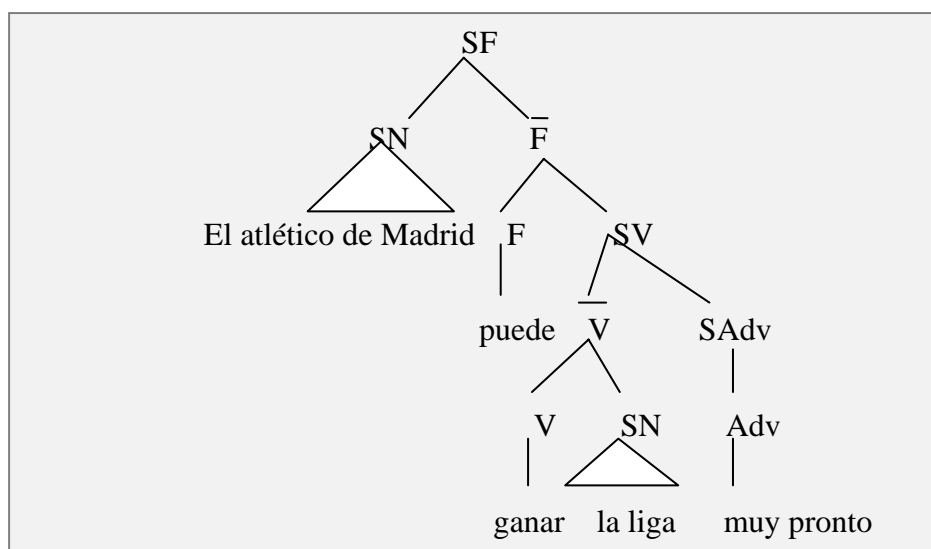 SF
SN F̅
El atlético de Madrid F SV
puede V̅ SAdv
V SN Adv
ganar la liga muy pronto